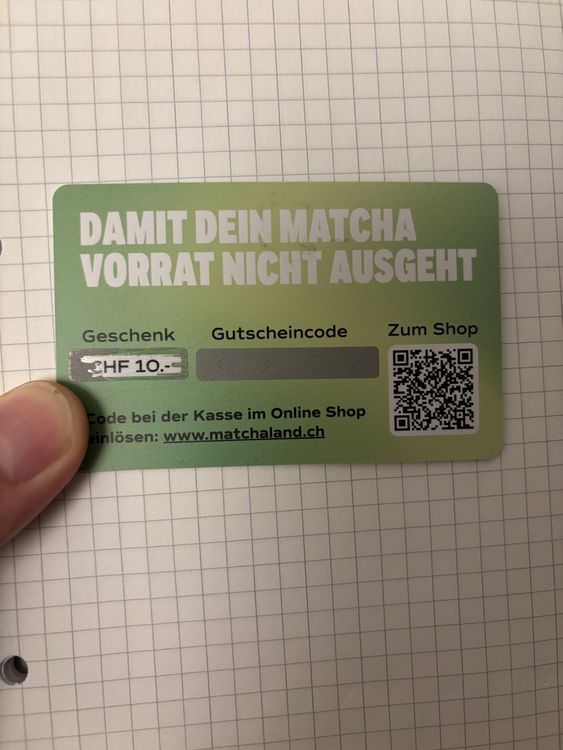 DAMIT DEIN MATCHA
VORRAT NICHT AUSGEHT
Geschenk Gutscheincode Zum Shop
HF 10.-
Code bei der Kasse im Online Shop
einlösen: www.matchaland.ch